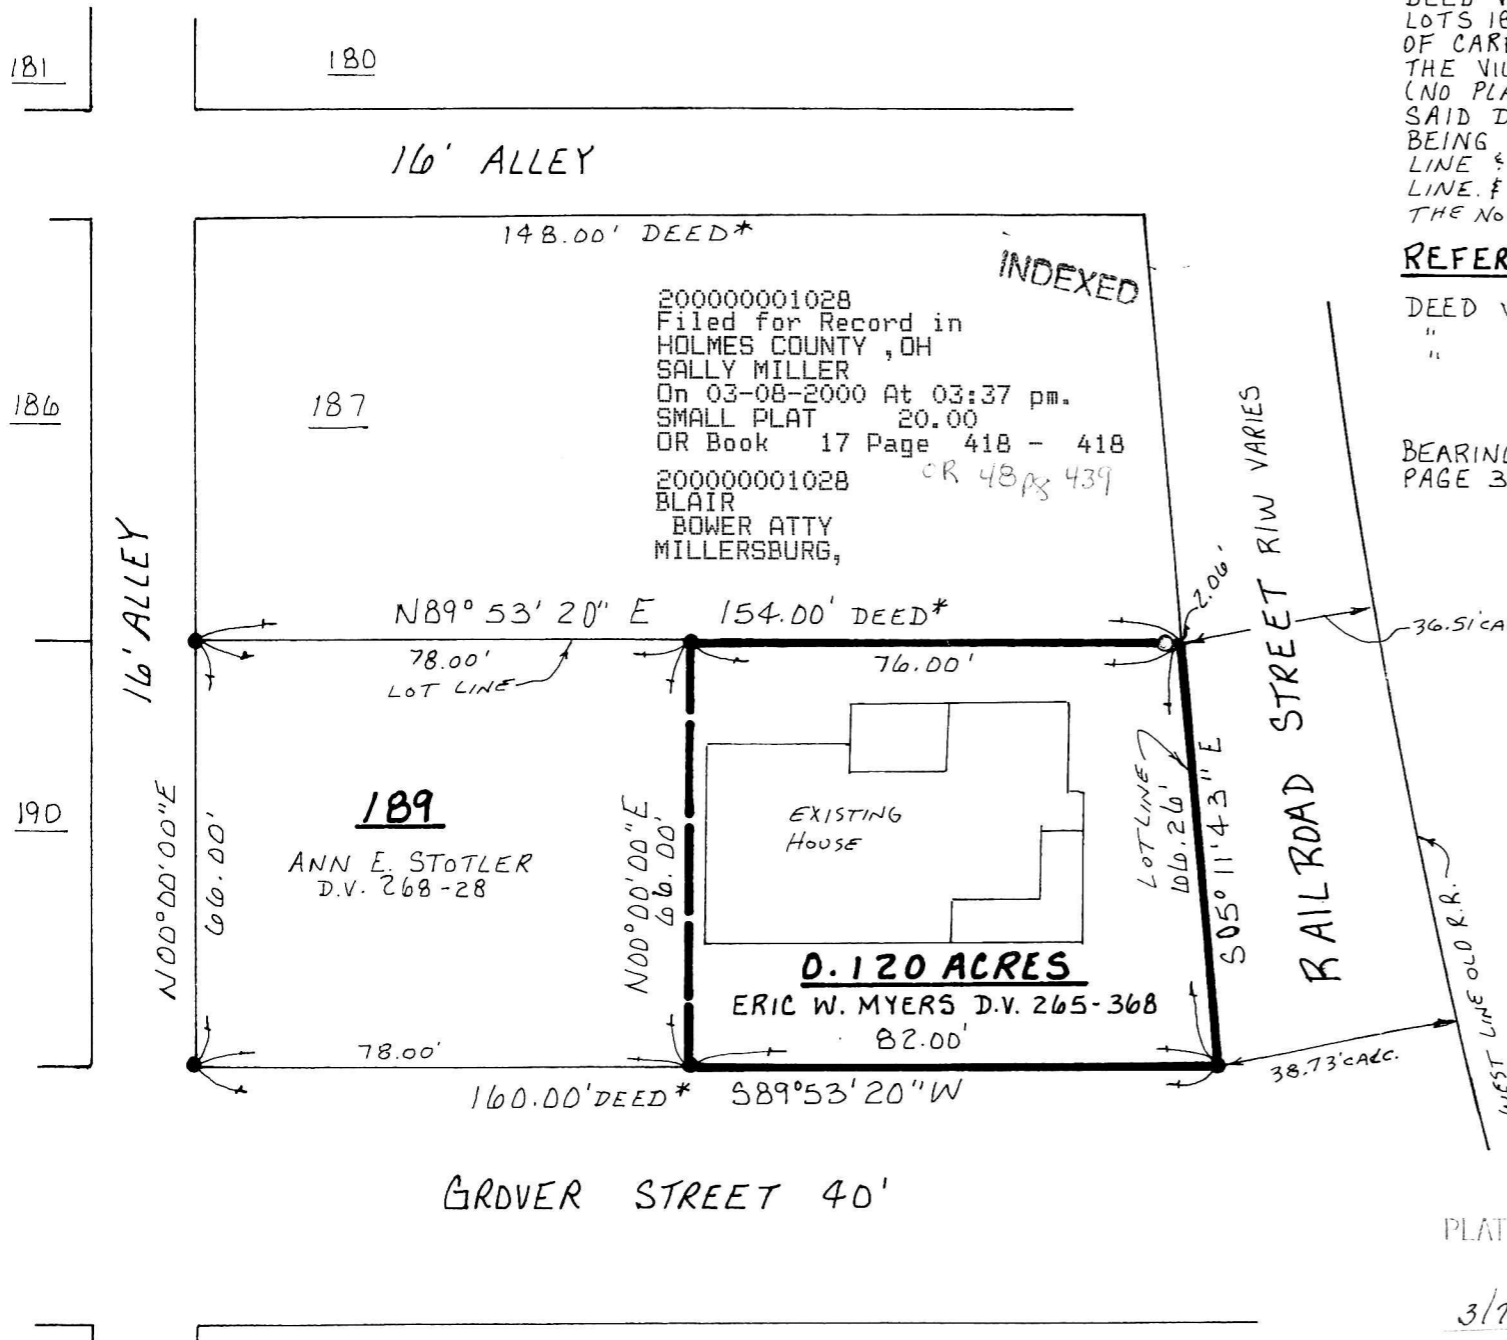 181
180
16' ALLEY
148.00' DEED*
INDEXED
200000001028
Filed for Record in
HOLMES COUNTY ,OH
SALLY MILLER
On 03-08-2000 At 03:37 pm.
SMALL PLAT 20.00
OR Book 17 Page 418 - 418
OR 48 pg 439
200000001028
BLAIR
BOWER ATTY
MILLERSBURG,
186
187
16' ALLEY
N89° 53' 20" E 154.00' DEED*
78.00'
LOT LINE
76.00'
2.06'
36.51' CA
RAILROAD STREET R/W VARIES
190
N00°00'00"E
66.00'
189
ANN E. STOTLER
D.V. 268-28
N00°00'00"E
66.00'
EXISTING
HOUSE
LOT LINE
66.26'
S05° 11' 43" E
0.120 ACRES
ERIC W. MYERS D.V. 265-368
82.00'
78.00'
160.00' DEED* S89°53'20"W
38.73' CALC.
WEST LINE OLD R.R.
GROVER STREET 40'
LOTS 18
OF CAR
THE VIL
(NO PLA
SAID D
BEING
LINE &
LINE. &
THE NO
REFER
DEED V
"
"
BEARING
PAGE 3
PLAT
3/7